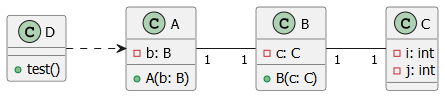 C D
test()
C A
b: B
A(b: B)
1 1
C B
c: C
B(c: C)
1 1
C C
i: int
j: int